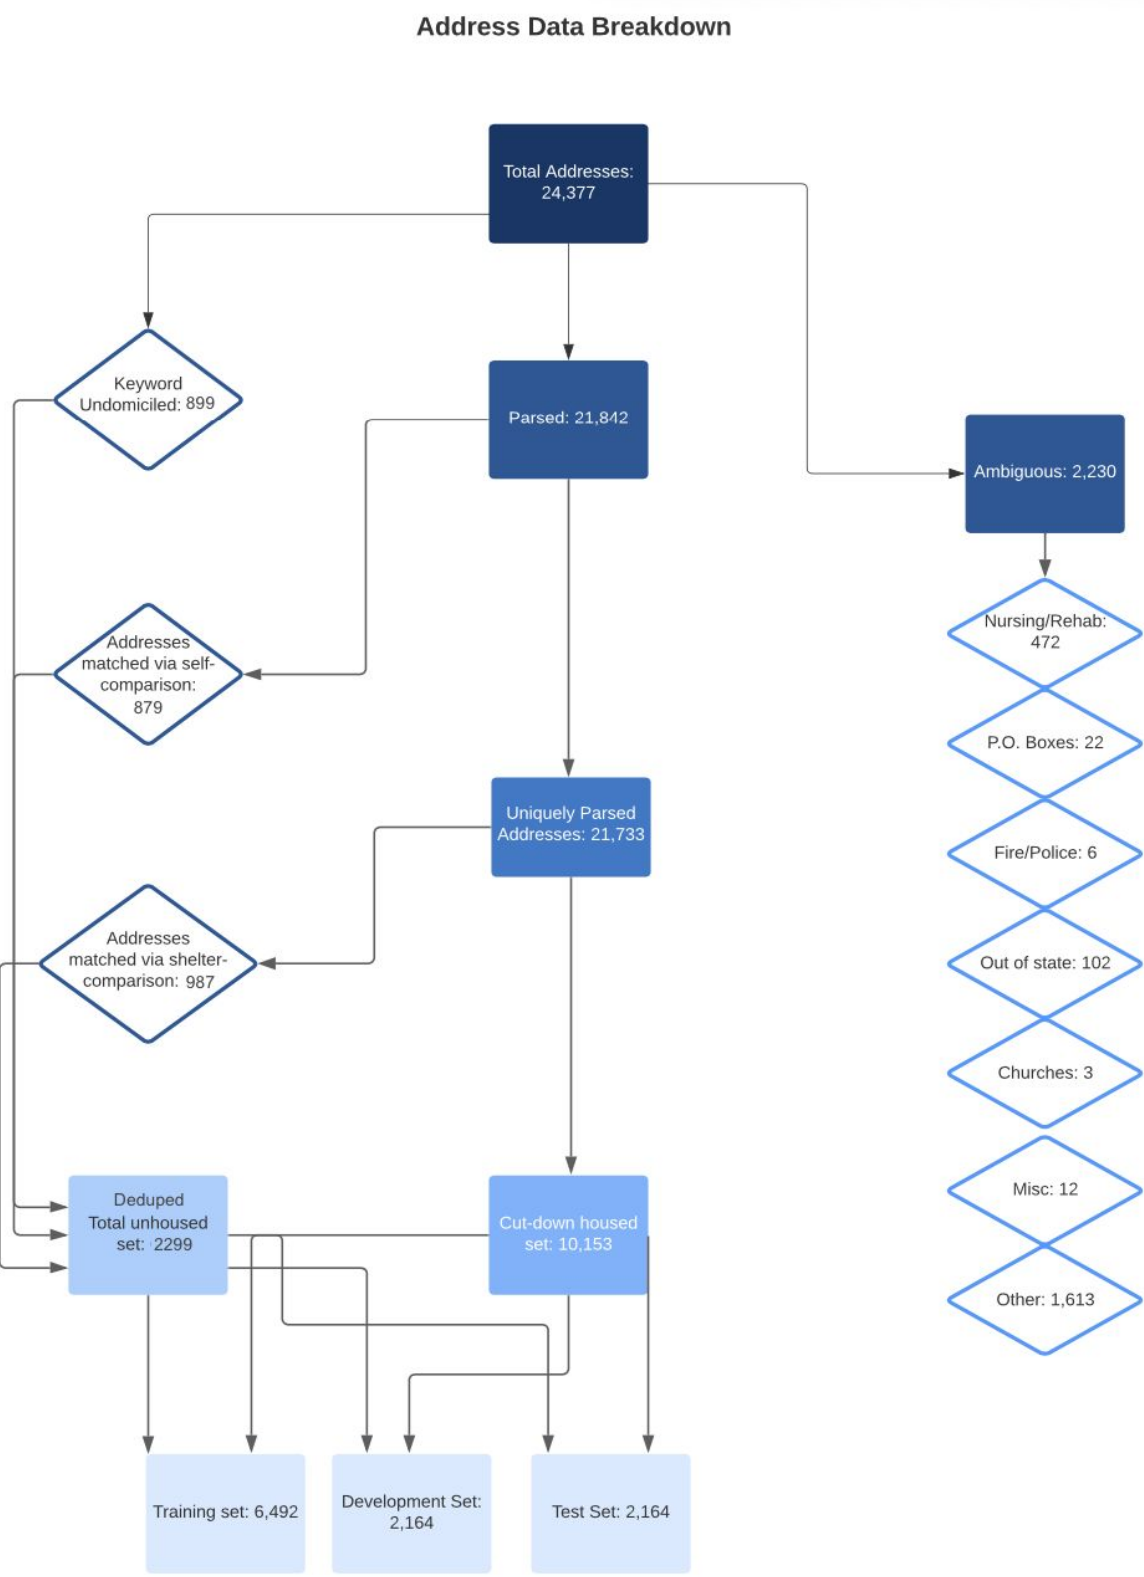 Address Data Breakdown
Total Addresses:
24,377
Keyword
Undomiciled: 899
Parsed: 21,842
Ambiguous: 2,230
Nursing/Rehab:
472
Addresses
matched via self-
comparison:
879
P.O. Boxes: 22
Uniquely Parsed
Addresses: 21,733
Fire/Police: 6
Addresses
matched via shelter-
comparison: 987
Out of state: 102
Churches: 3
Misc: 12
Deduped
Total unhoused
set: 2299
Cut-down housed
set: 10,153
Other: 1,613
Training set: 6,492
Development Set:
2,164
Test Set: 2,164